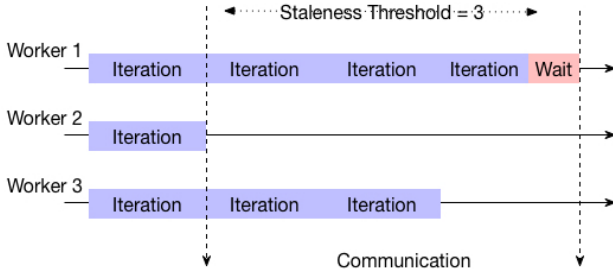 Staleness Threshold = 3
Worker 1
Iteration Iteration Iteration Iteration Wait
Worker 2
Iteration
Worker 3
Iteration Iteration Iteration
Communication